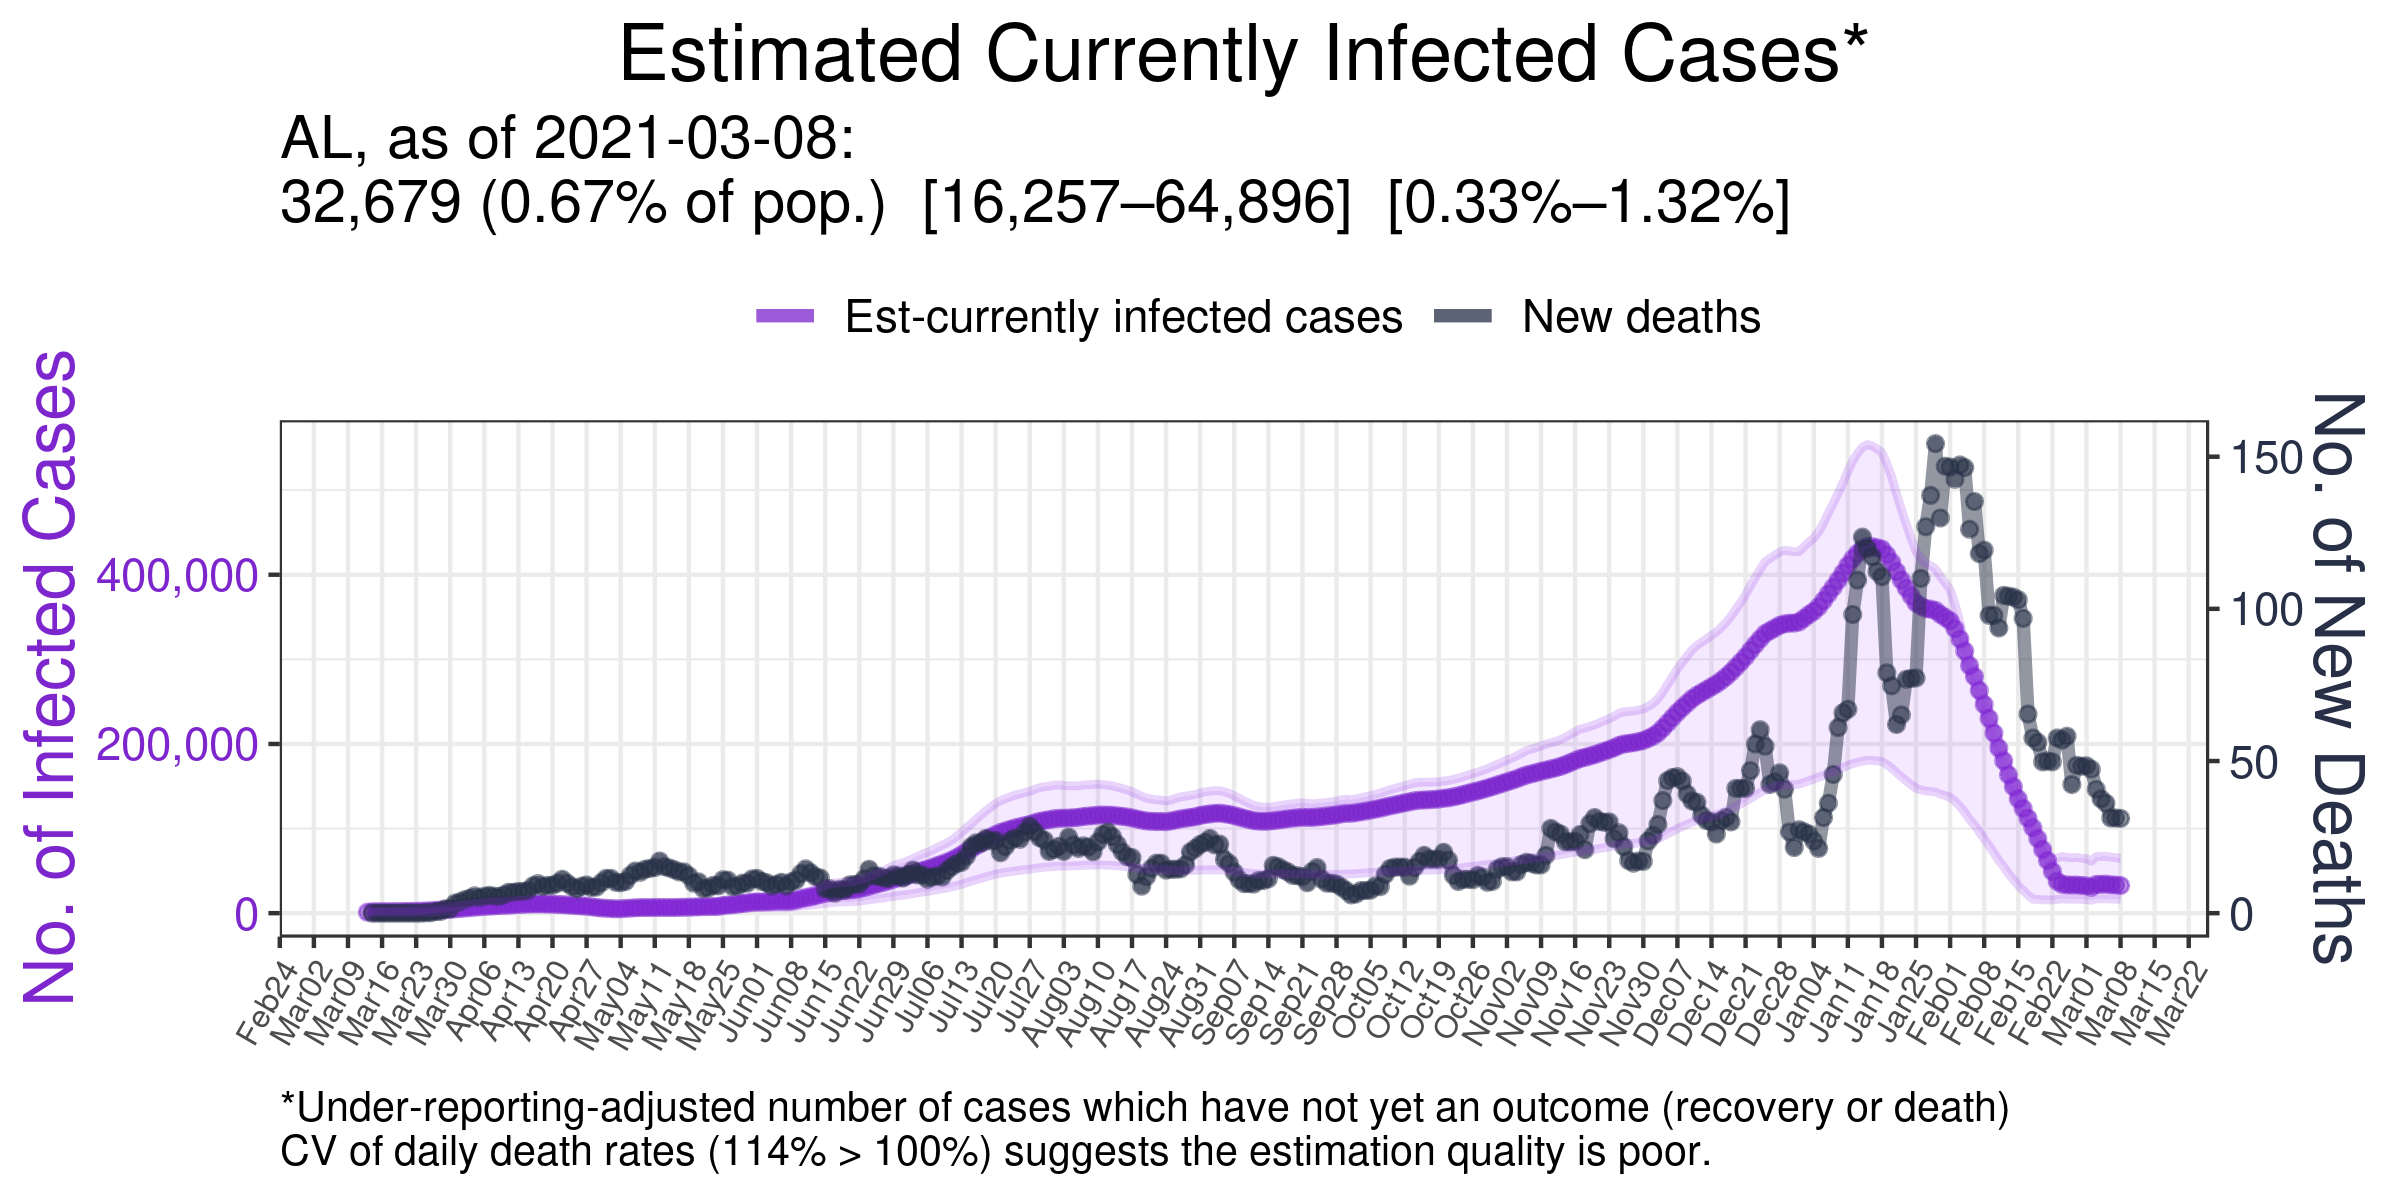 Estimated Currently Infected Cases*
AL, as of 2021-03-08:
32,679 (0.67% of pop.)  [16,257–64,896]  [0.33%–1.32%]
Est-currently infected cases
New deaths
No. of Infected Cases
400,000
200,000
0
150
100
50
0
No. of New Deaths
Feb24
Mar02
Mar09
Mar16
Mar23
Mar30
Apr06
Apr13
Apr20
Apr27
May04
May11
May18
May25
Jun01
Jun08
Jun15
Jun22
Jun29
Jul06
Jul13
Jul20
Jul27
Aug03
Aug10
Aug17
Aug24
Aug31
Sep07
Sep14
Sep21
Sep28
Oct05
Oct12
Oct19
Oct26
Nov02
Nov09
Nov16
Nov23
Nov30
Dec07
Dec14
Dec21
Dec28
Jan04
Jan11
Jan18
Jan25
Feb01
Feb08
Feb15
Feb22
Mar01
Mar08
Mar15
Mar22
*Under-reporting-adjusted number of cases which have not yet an outcome (recovery or death)
CV of daily death rates (114% > 100%) suggests the estimation quality is poor.